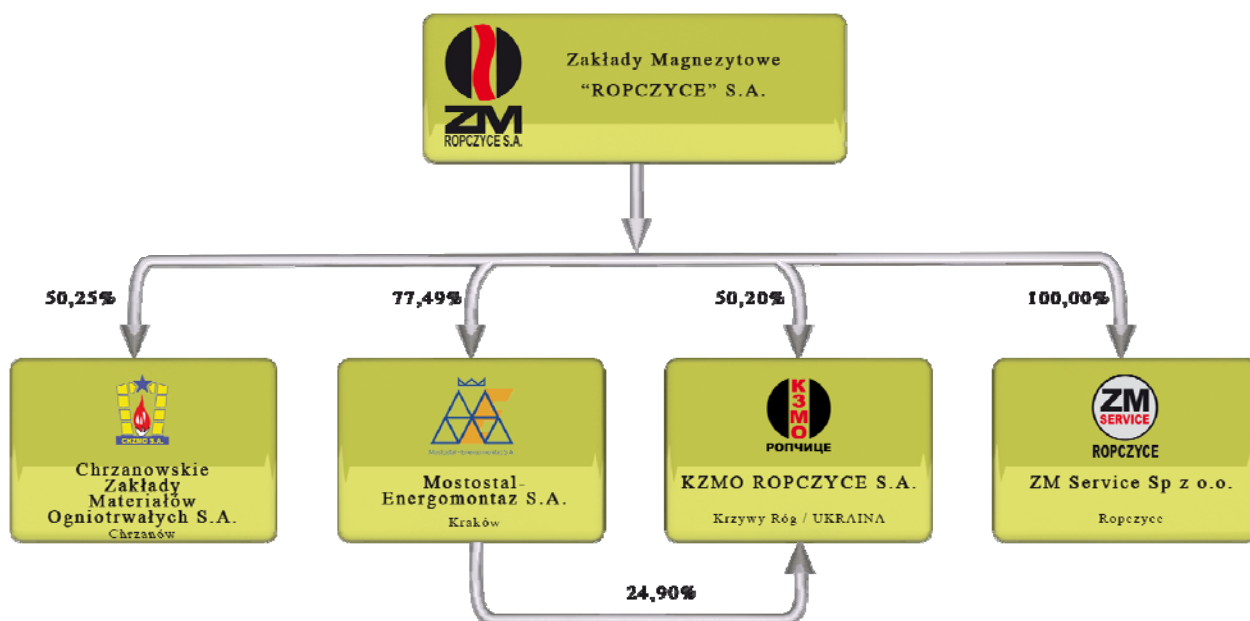 Zakłady Magnezytowe
“ROPCZYCE” S.A.
ZM
ROPCZYCE S.A.
50,25%
77,49%
50,20%
100,00%
CHZMO S.A.
Chrzanowskie
Zakłady
Materiałów
Ogniotrwałych S.A.
Chrzanów
Mostostal-Energomontaż S.A.
Mostostal-
Energomontaz S.A.
Kraków
КЗМО
РОПЧИЦЕ
KZMO ROPCZYCE S.A.
Krzywy Róg / UKRAINA
ZM
SERVICE
ROPCZYCE
ZM Service Sp z o.o.
Ropczyce
24,90%